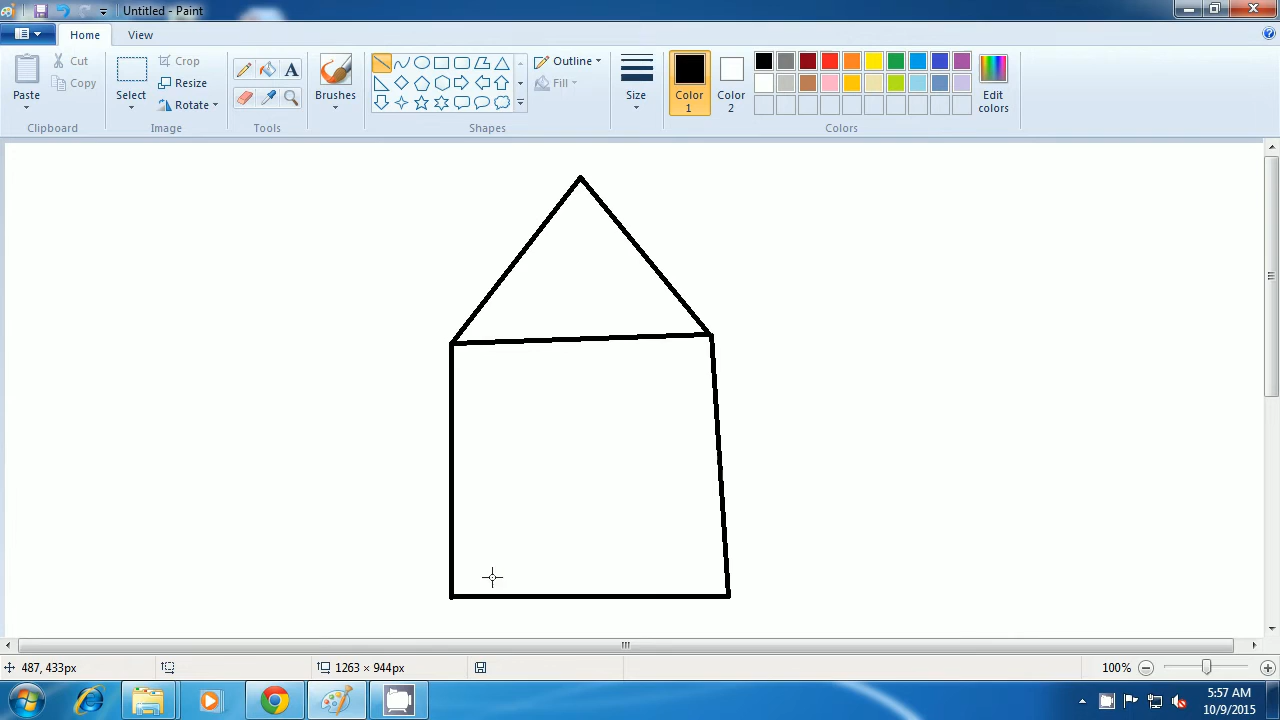 Untitled - Paint
Home View
Paste
Cut
Copy
Clipboard
Select
Crop
Resize
Rotate
Image
A
Tools
Brushes
Outline
Fill
Shapes
Size
Color 1
Color 2
Edit colors
Colors
487, 433px
1263 × 944px
100%
5:57 AM
10/9/2015